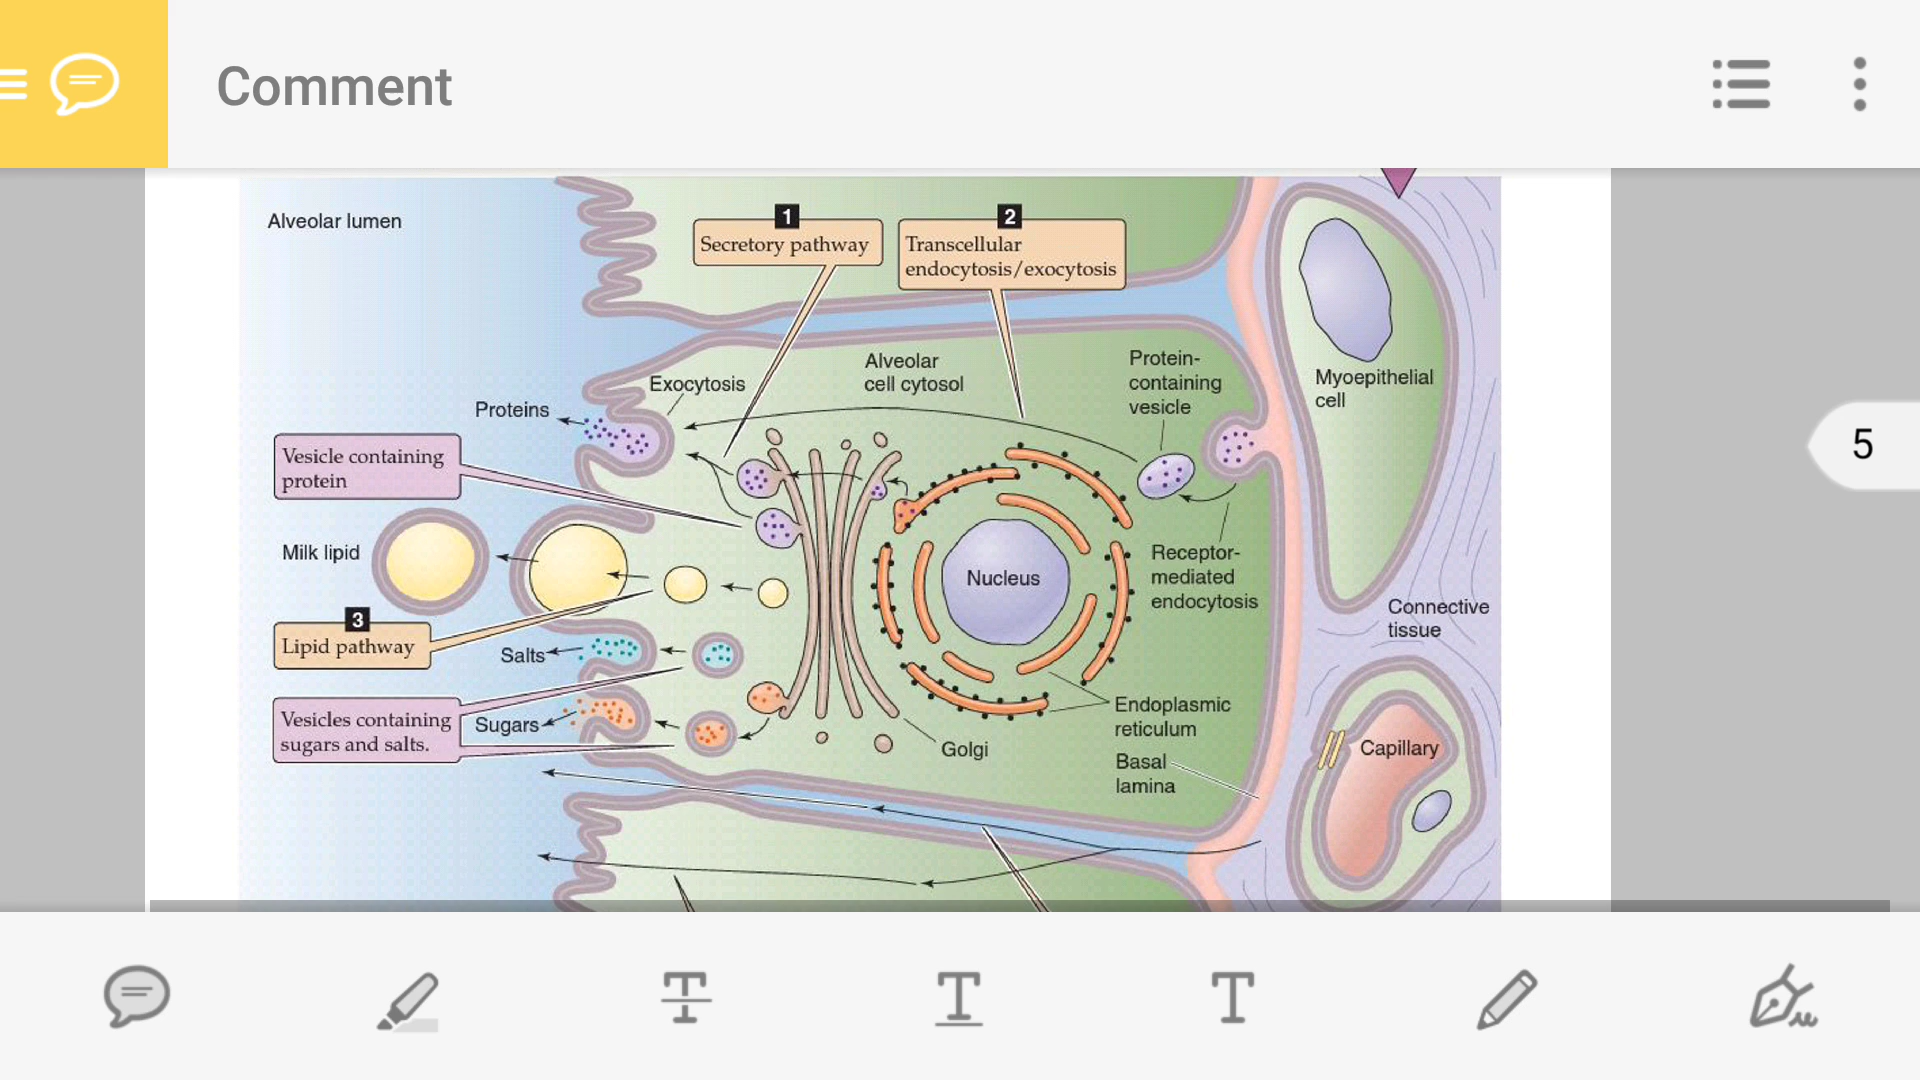 Comment
Alveolar lumen
1
Secretory pathway
2
Transcellular
endocytosis/exocytosis
Exocytosis
Alveolar
cell cytosol
Protein-
containing
vesicle
Myoepithelial
cell
Proteins
Vesicle containing
protein
5
Milk lipid
Nucleus
Receptor-
mediated
endocytosis
Connective
tissue
3
Lipid pathway
Salts
Vesicles containing
sugars and salts.
Sugars
Golgi
Endoplasmic
reticulum
Basal
lamina
Capillary
T
T
T